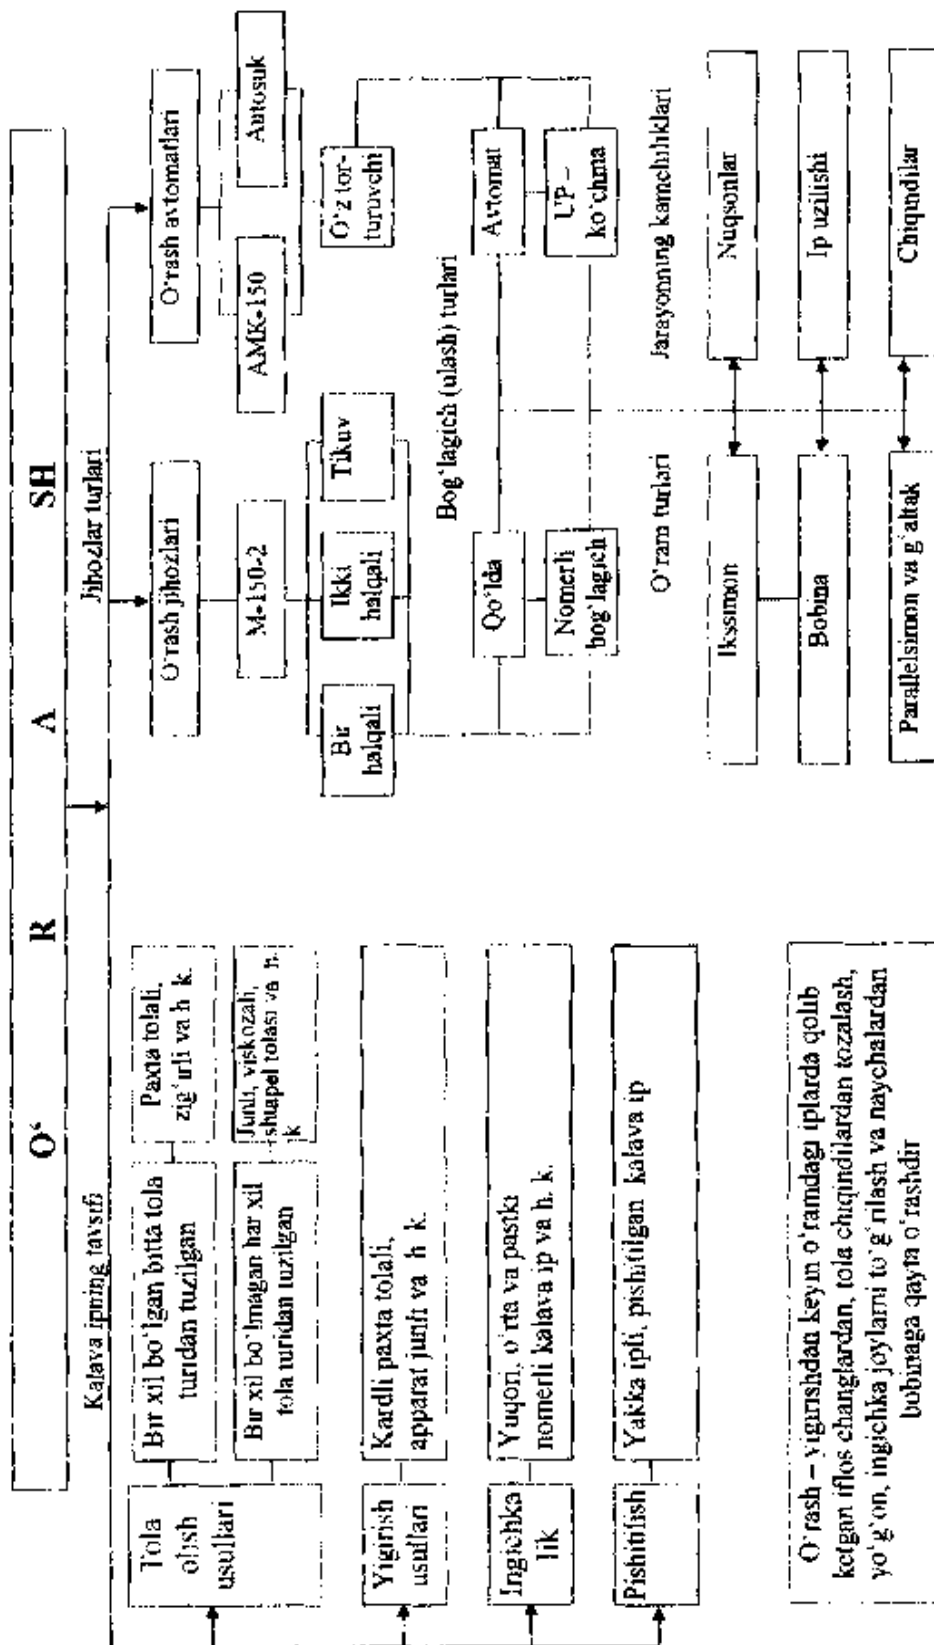 O‘ R A SH
Kalava ipning tavsifi
Jihozlar turlari
Tola
olish
usullari
Bir xil bo‘lgan bitta tola
turidan tuzilgan
Paxta tolali,
zig‘irli va h k.
Bir xil bo‘lmagan har xil
tola turidan tuzilgan
Junli, viskozali,
shtapel tolasi va h.
k
Yigirish
usullari
Kardli paxta tolali,
apparat junli va h k.
Ingichka
lik
Yuqori, o‘rta va pastki
nomerli kalava ip va h. k.
Pishitilish
Yakka ipli, pishitilgan kalava ip
O‘rash – yigirishdan keyin o‘ramdagi iplarda qolib
ketgan iflos changlardan, tola chiqindilardan tozalash,
yo‘g‘on, ingichka joylarni to‘g‘rilash va naychalardan
bobinaga qayta o‘rashdir
O‘rash jihozlari
O‘rash avtomatlari
M-150-2
AMK-150
Autosuk
Bir
halqali
Ikki
halqali
Tikuv
O‘z tor-
turuvchi
Bog‘lagich (ulash) turlari
Qo‘lda
Avtomat
Nomerli
bog‘lagich
UP –
ko‘chma
O‘ram turlari
Jarayonning kamchiliklari
Ikssimon
Nuqsonlar
Bobina
Ip uzilishi
Parallelsimon va g‘altak
Chiqindilar